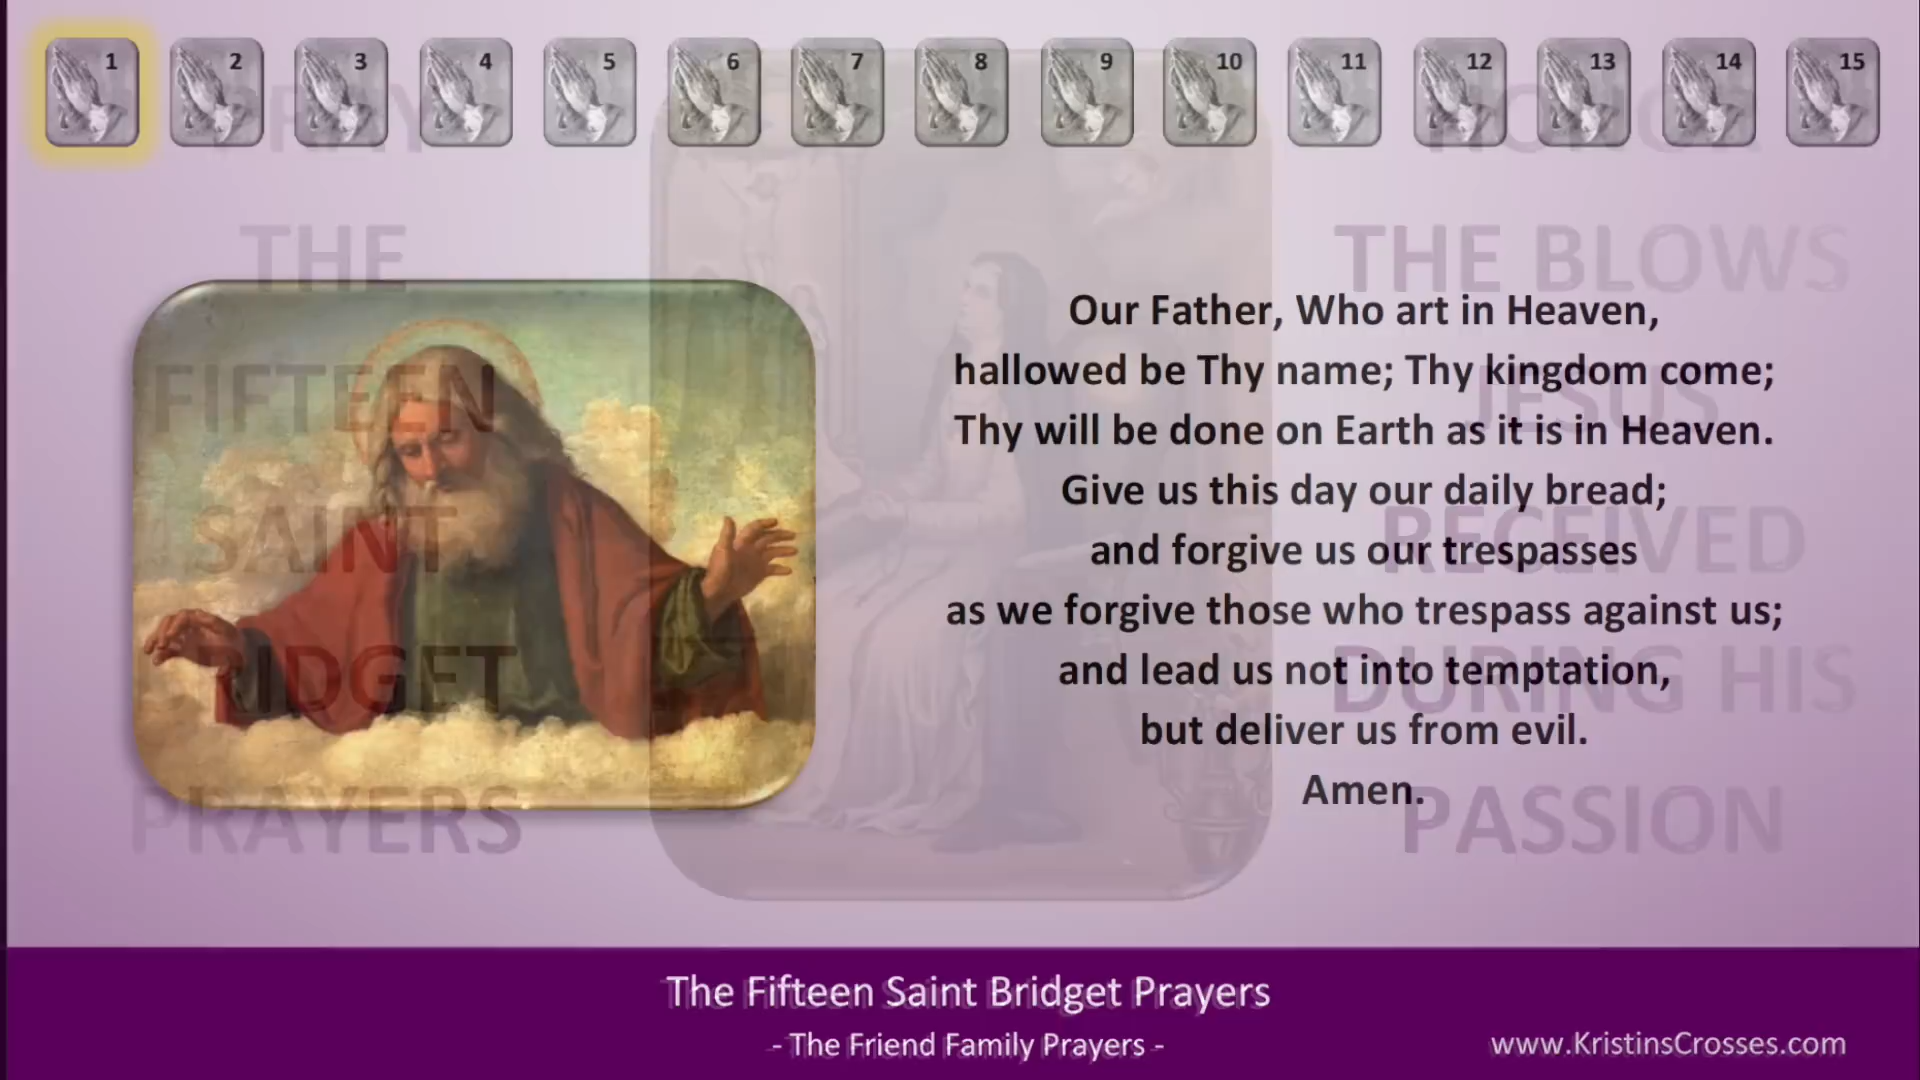 1 2 3 4 5 6 7 8 9 10 11 12 13 14 15
PRAY
THE
FIFTEEN
SAINT
RIDGET
PRAYERS
HONOR
THE BLOWS
JESUS
RECEIVED
DURING HIS
PASSION
Our Father, Who art in Heaven,
hallowed be Thy name; Thy kingdom come;
Thy will be done on Earth as it is in Heaven.
Give us this day our daily bread;
and forgive us our trespasses
as we forgive those who trespass against us;
and lead us not into temptation,
but deliver us from evil.
Amen.
The Fifteen Saint Bridget Prayers
- The Friend Family Prayers -
www.KristinsCrosses.com